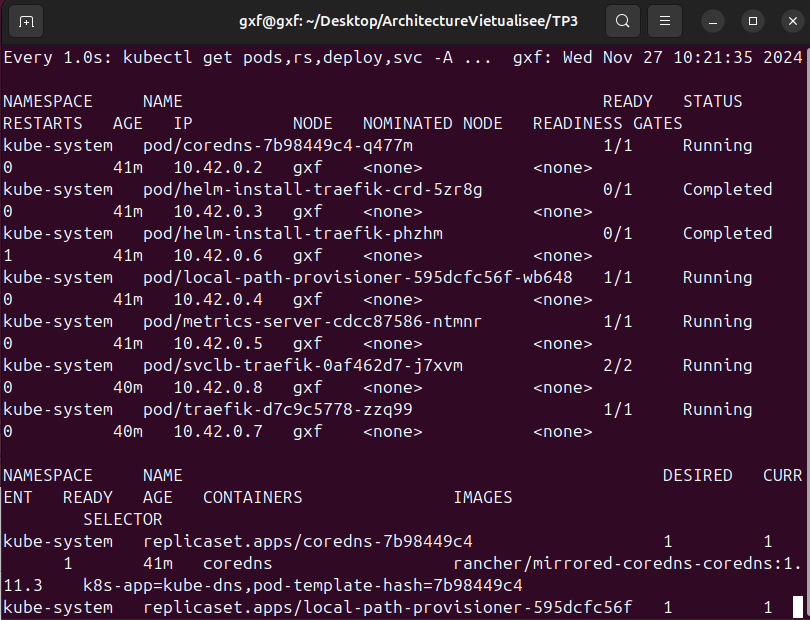 gxf@gxf: ~/Desktop/ArchitectureVietualisee/TP3
Every 1.0s: kubectl get pods,rs,deploy,svc -A ...  gxf: Wed Nov 27 10:21:35 2024
NAMESPACE     NAME                                          READY   STATUS
RESTARTS   AGE   IP          NODE   NOMINATED NODE   READINESS GATES
kube-system   pod/coredns-7b98449c4-q477m                   1/1     Running
0          41m   10.42.0.2   gxf    <none>           <none>
kube-system   pod/helm-install-traefik-crd-5zr8g            0/1     Completed
0          41m   10.42.0.3   gxf    <none>           <none>
kube-system   pod/helm-install-traefik-phzhm                0/1     Completed
1          41m   10.42.0.6   gxf    <none>           <none>
kube-system   pod/local-path-provisioner-595dcfc56f-wb648   1/1     Running
0          41m   10.42.0.4   gxf    <none>           <none>
kube-system   pod/metrics-server-cdcc87586-ntmnr            1/1     Running
0          41m   10.42.0.5   gxf    <none>           <none>
kube-system   pod/svclb-traefik-0af462d7-j7xvm              2/2     Running
0          40m   10.42.0.8   gxf    <none>           <none>
kube-system   pod/traefik-d7c9c5778-zzq99                   1/1     Running
0          40m   10.42.0.7   gxf    <none>           <none>
NAMESPACE     NAME                                                DESIRED   CURR
ENT   READY   AGE   CONTAINERS               IMAGES
        SELECTOR
kube-system   replicaset.apps/coredns-7b98449c4                   1         1
      1       41m   coredns                  rancher/mirrored-coredns-coredns:1.
11.3    k8s-app=kube-dns,pod-template-hash=7b98449c4
kube-system   replicaset.apps/local-path-provisioner-595dcfc56f   1         1